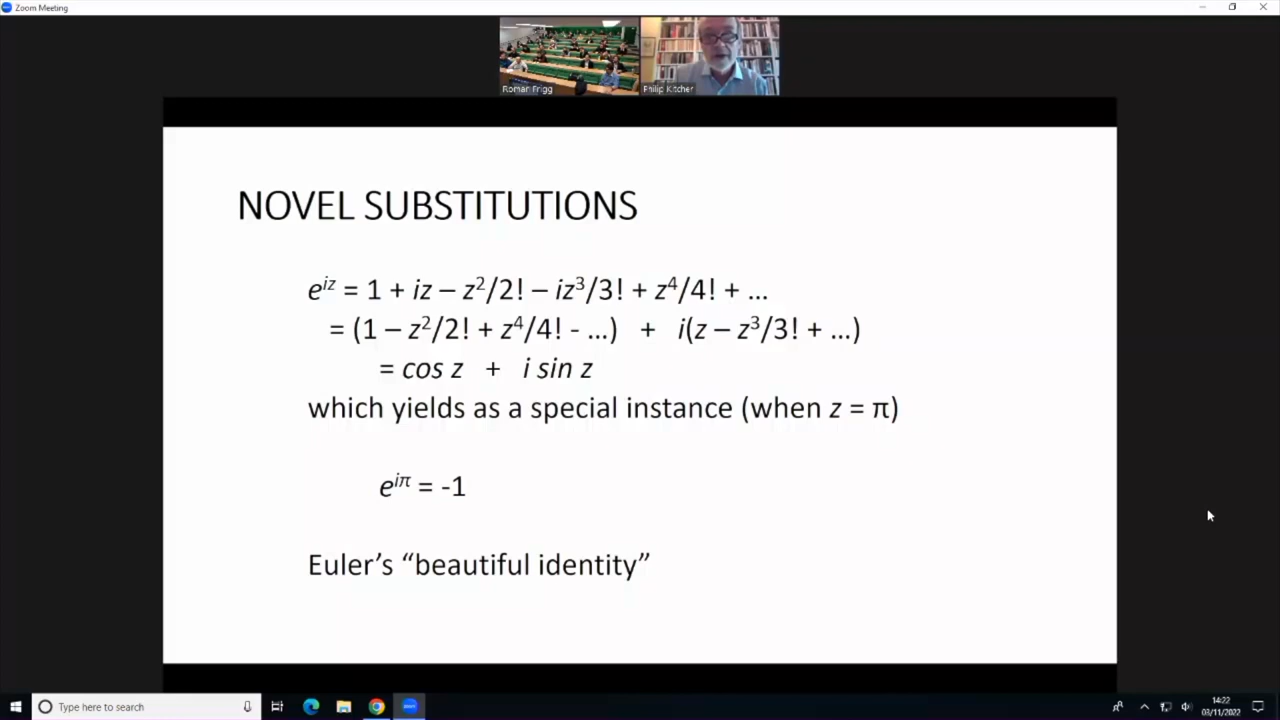 Zoom Meeting
Roman Frigg
Philip Kitcher
NOVEL SUBSTITUTIONS
eⁱᶻ = 1 + iz – z²/2! – iz³/3! + z⁴/4! + ...
= (1 – z²/2! + z⁴/4! - ...) + i(z – z³/3! + ...)
= cos z + i sin z
which yields as a special instance (when z = π)
e^{iπ} = -1
Euler’s “beautiful identity”
Type here to search
zoom
14:22
03/11/2022